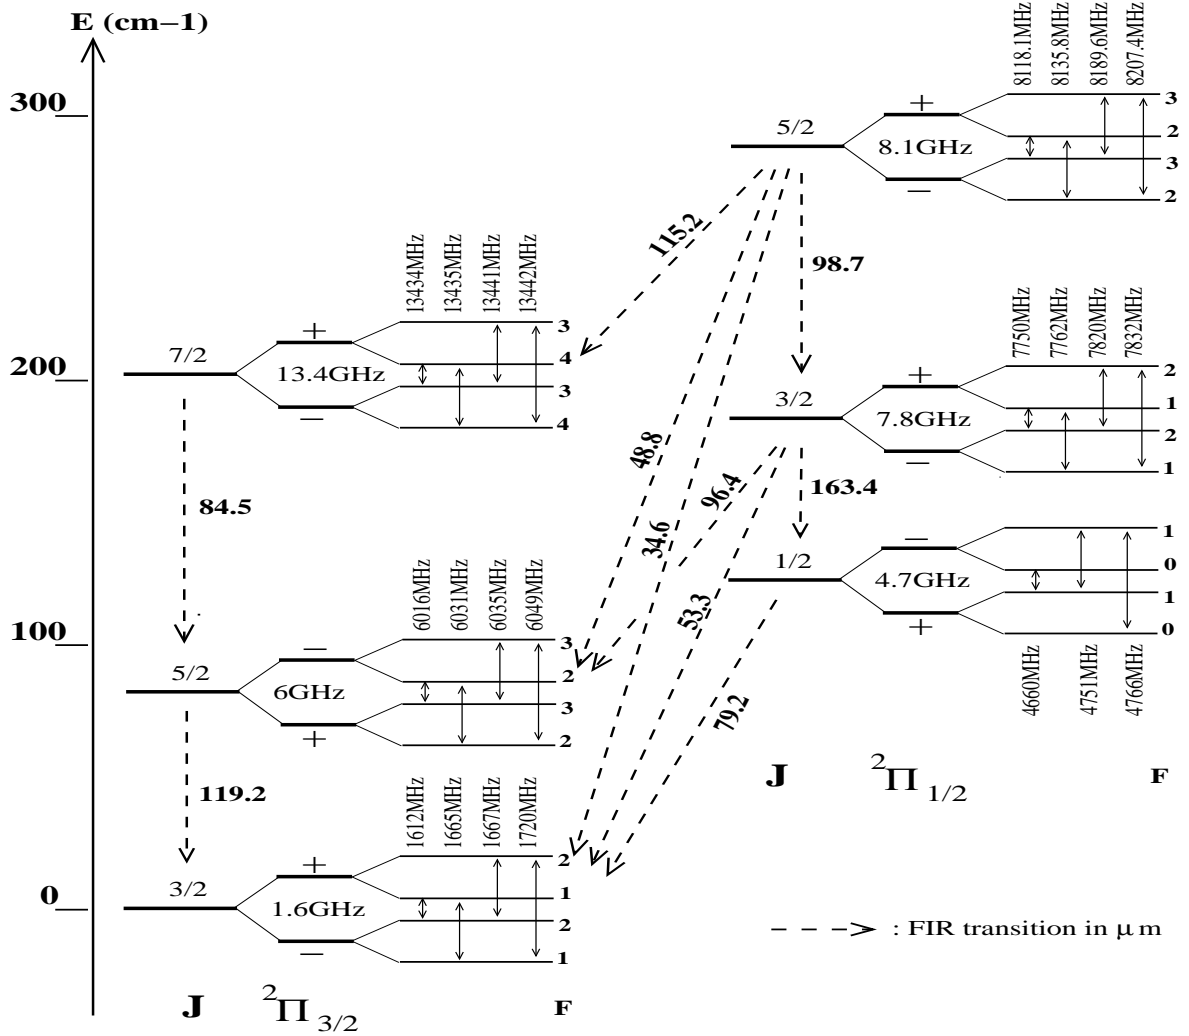 E (cm−1)
300
200
100
0
8118.1MHz
8135.8MHz
8189.6MHz
8207.4MHz
5/2
+
8.1GHz
−
3
2
3
2
115.2
98.7
48.8
34.6
13434MHz
13435MHz
13441MHz
13442MHz
7/2
+
13.4GHz
−
3
4
3
4
84.5
7750MHz
7762MHz
7820MHz
7832MHz
3/2
+
7.8GHz
−
2
1
2
1
96.4
53.3
163.4
1/2
−
4.7GHz
+
1
0
1
0
4660MHz
4751MHz
4766MHz
79.2
6016MHz
6031MHz
6035MHz
6049MHz
5/2
−
6GHz
+
3
2
3
2
119.2
J 2Π1/2 F
1612MHz
1665MHz
1667MHz
1720MHz
3/2
+
1.6GHz
−
2
1
2
1
: FIR transition in μ m
J 2Π3/2 F